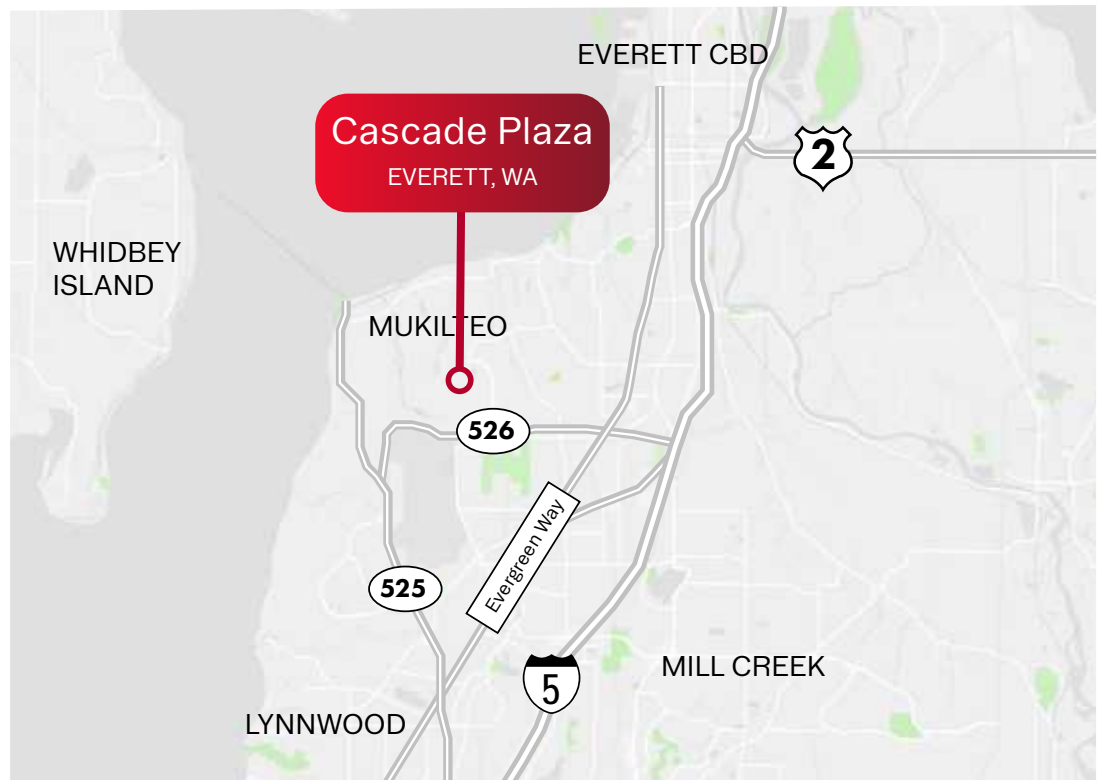 EVERETT CBD
Cascade Plaza
EVERETT, WA
2
WHIDBEY
ISLAND
MUKILTEO
526
Evergreen Way
525
5
MILL CREEK
LYNNWOOD